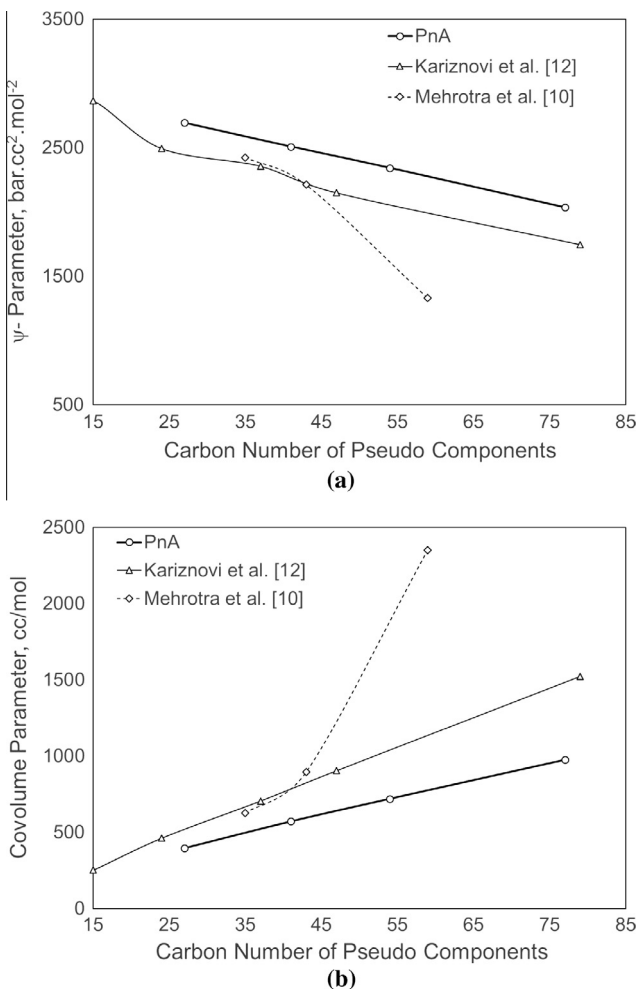 3500
2500
1500
500
ψ- Parameter, bar.cc².mol⁻²
PnA
Kariznovi et al. [12]
Mehrotra et al. [10]
15 25 35 45 55 65 75 85
Carbon Number of Pseudo Components
(a)
2500
2000
1500
1000
500
0
Covolume Parameter, cc/mol
PnA
Kariznovi et al. [12]
Mehrotra et al. [10]
15 25 35 45 55 65 75 85
Carbon Number of Pseudo Components
(b)